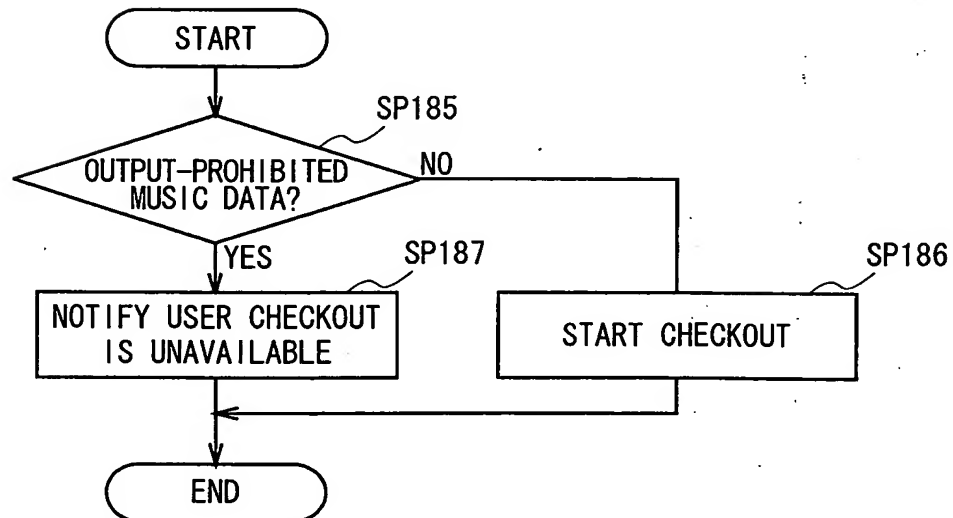 START
SP185
OUTPUT-PROHIBITED
MUSIC DATA?
NO
YES
SP187
SP186
NOTIFY USER CHECKOUT
IS UNAVAILABLE
START CHECKOUT
END